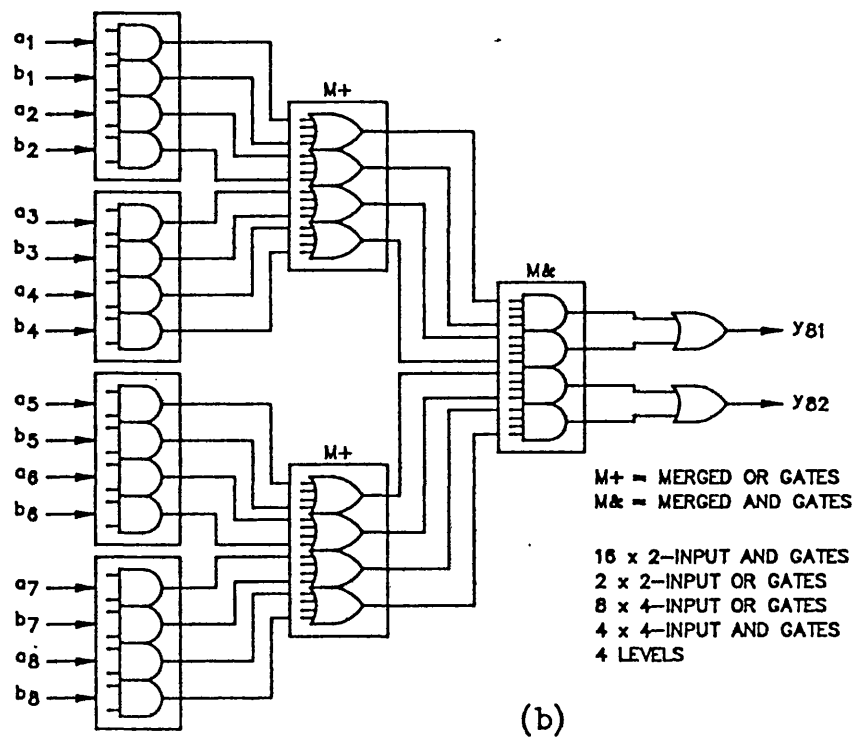 a1
b1
a2
b2
M+
a3
b3
a4
b4
M&
y81
y82
a5
b5
a6
b6
M+
M+ = MERGED OR GATES
M& = MERGED AND GATES
16 x 2-INPUT AND GATES
2 x 2-INPUT OR GATES
8 x 4-INPUT OR GATES
4 x 4-INPUT AND GATES
4 LEVELS
a7
b7
a8
b8
(b)